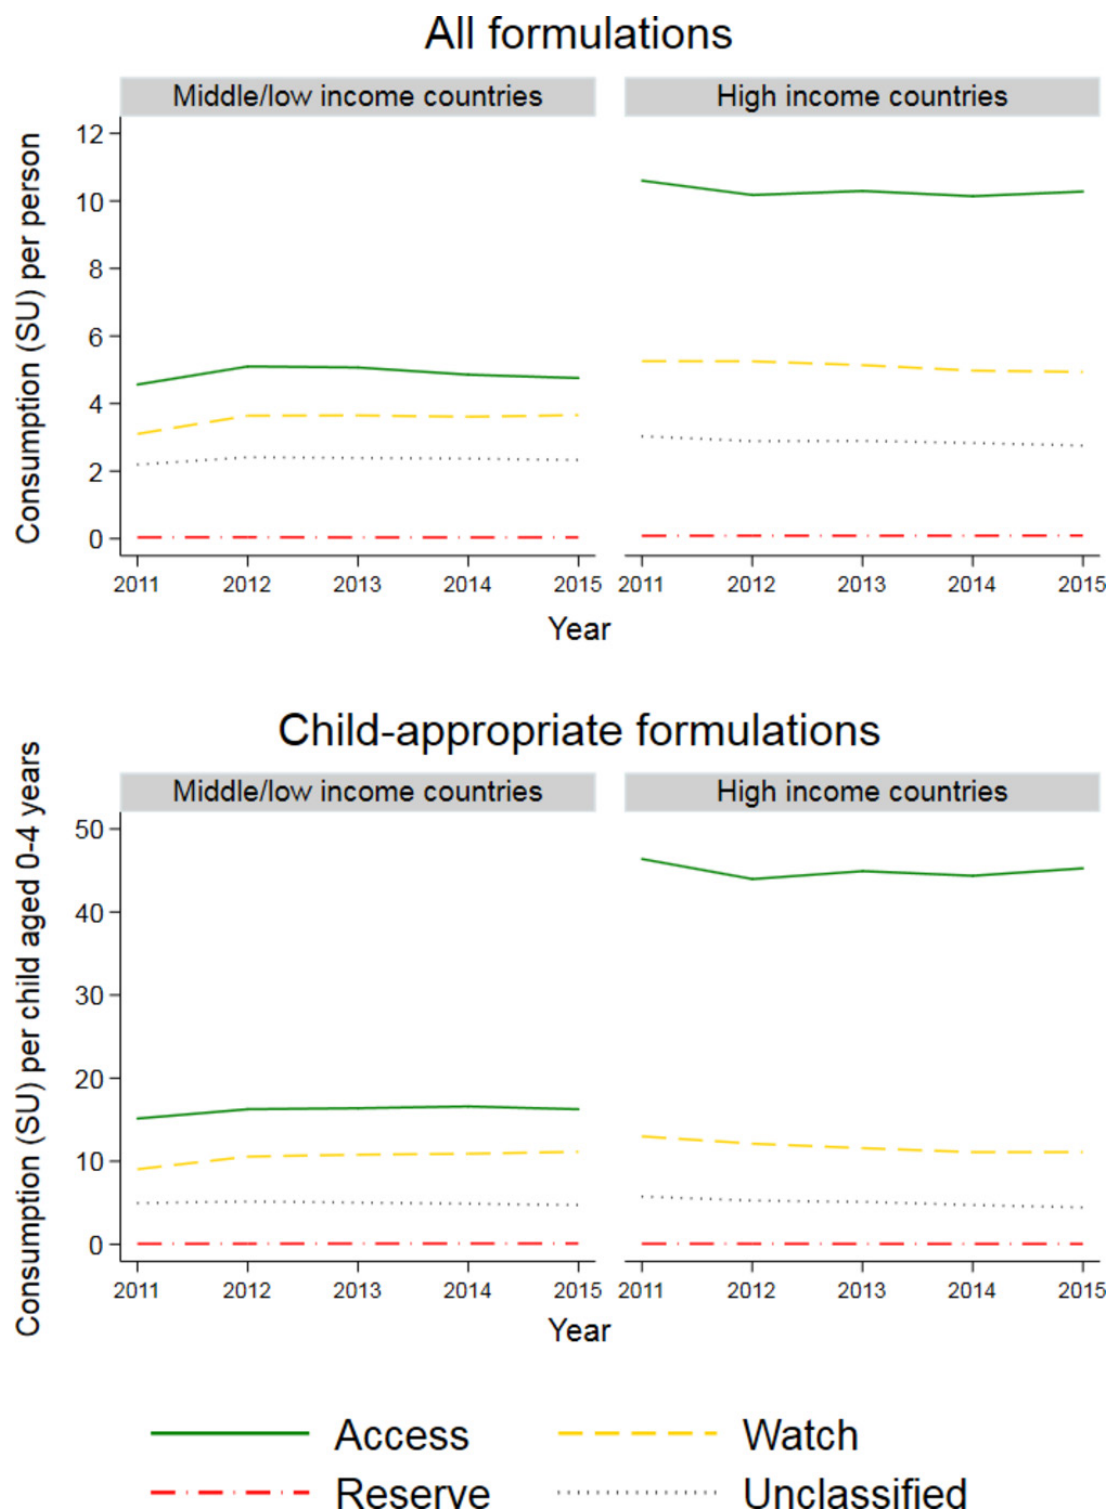 All formulations
Middle/low income countries
High income countries
Consumption (SU) per person
12
10
8
6
4
2
0
2011 2012 2013 2014 2015 2011 2012 2013 2014 2015
Year
Child-appropriate formulations
Middle/low income countries
High income countries
Consumption (SU) per child aged 0-4 years
50
40
30
20
10
0
2011 2012 2013 2014 2015 2011 2012 2013 2014 2015
Year
Access
Watch
Reserve
Unclassified